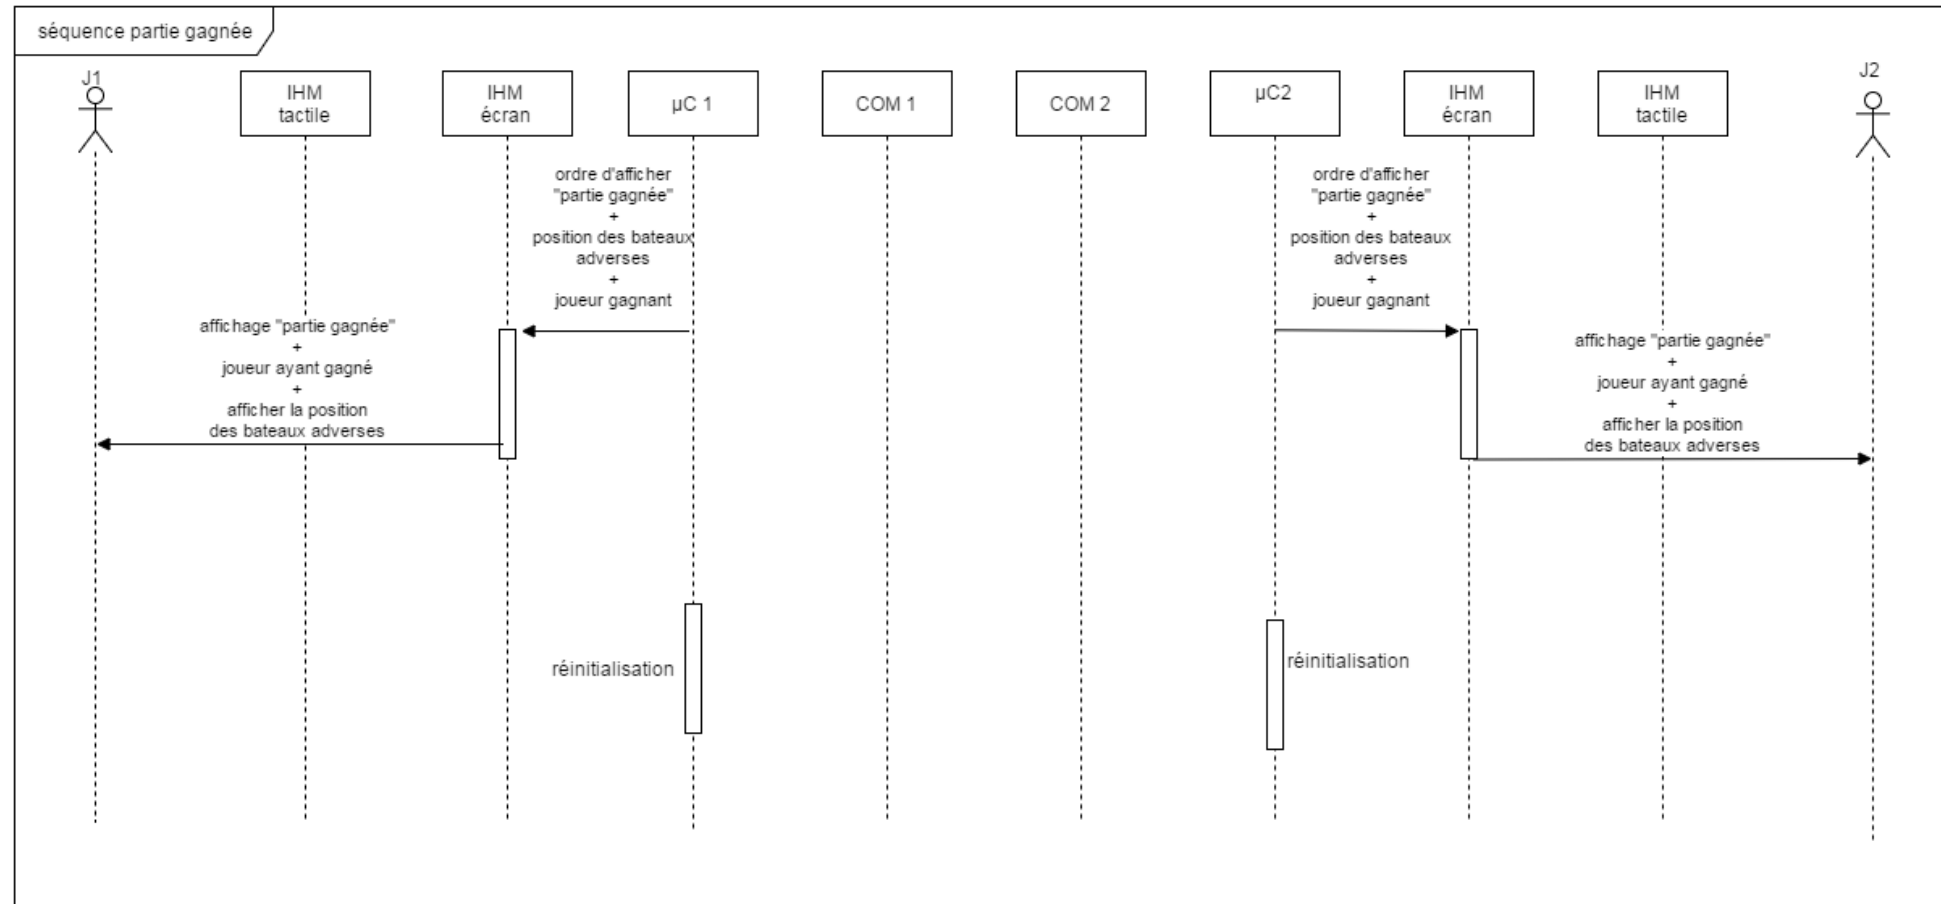 séquence partie gagnée
J1
IHM
tactile
IHM
écran
µC 1
COM 1
COM 2
µC2
IHM
écran
IHM
tactile
J2
ordre d'afficher
"partie gagnée"
+
position des bateaux
adverses
+
joueur gagnant
ordre d'afficher
"partie gagnée"
+
position des bateaux
adverses
+
joueur gagnant
affichage "partie gagnée"
+
joueur ayant gagné
+
afficher la position
des bateaux adverses
affichage "partie gagnée"
+
joueur ayant gagné
+
afficher la position
des bateaux adverses
réinitialisation
réinitialisation